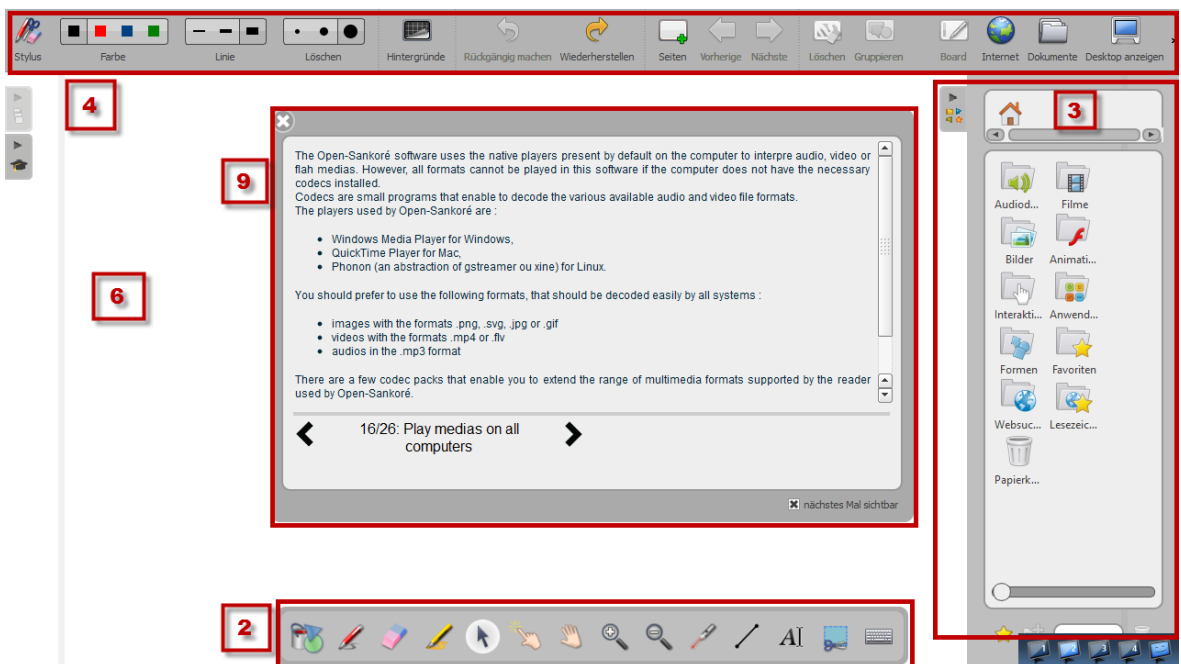 Stylus Farbe Linie Löschen Hintergründe Rückgängig machen Wiederherstellen Seiten Vorherige Nächste Löschen Gruppieren Board Internet Dokumente Desktop anzeigen
4
3
9
6
2
The Open-Sankoré software uses the native players present by default on the computer to interpre audio, video or
flah medias. However, all formats cannot be played in this software if the computer does not have the necessary
codecs installed.
Codecs are small programs that enable to decode the various available audio and video file formats.
The players used by Open-Sankoré are :
• Windows Media Player for Windows,
• QuickTime Player for Mac,
• Phonon (an abstraction of gstreamer ou xine) for Linux.
You should prefer to use the following formats, that should be decoded easily by all systems :
• images with the formats .png, .svg, .jpg or .gif
• videos with the formats .mp4 or .flv
• audios in the .mp3 format
There are a few codec packs that enable you to extend the range of multimedia formats supported by the reader
used by Open-Sankoré.
16/26: Play medias on all
computers
nächstes Mal sichtbar
Audiod... Filme
Bilder Animati...
Interakti... Anwend...
Formen Favoriten
Websuc... Lesezeic...
Papierk...
AI
1 2 3 4